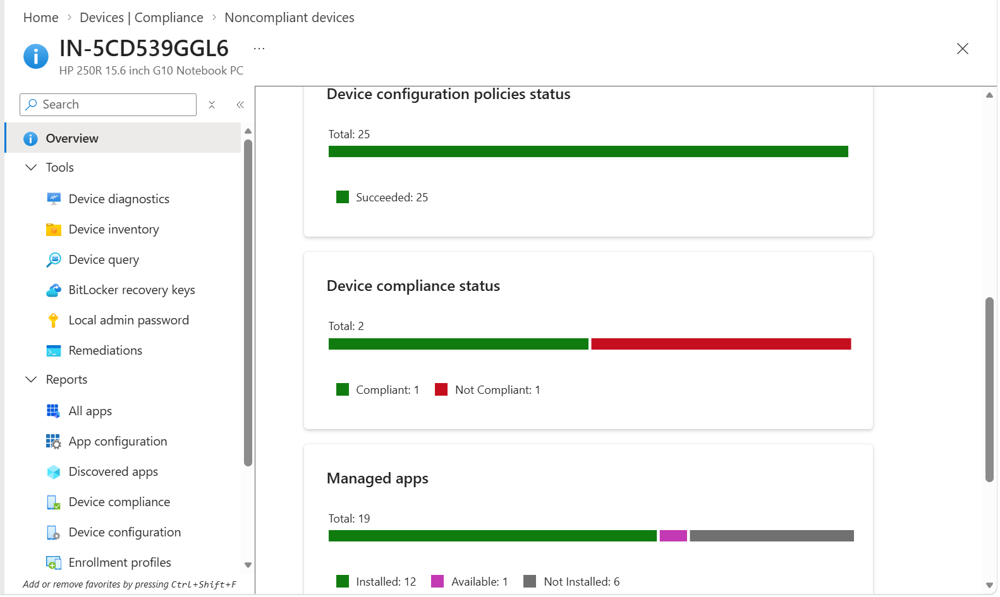 Home > Devices | Compliance > Noncompliant devices
IN-5CD539GGL6 ...
HP 250R 15.6 inch G10 Notebook PC
Search
Overview
Tools
Device diagnostics
Device inventory
Device query
BitLocker recovery keys
Local admin password
Remediations
Reports
All apps
App configuration
Discovered apps
Device compliance
Device configuration
Enrollment profiles
Add or remove favorites by pressing Ctrl+Shift+F
Device configuration policies status
Total: 25
Succeeded: 25
Device compliance status
Total: 2
Compliant: 1 Not Compliant: 1
Managed apps
Total: 19
Installed: 12 Available: 1 Not Installed: 6